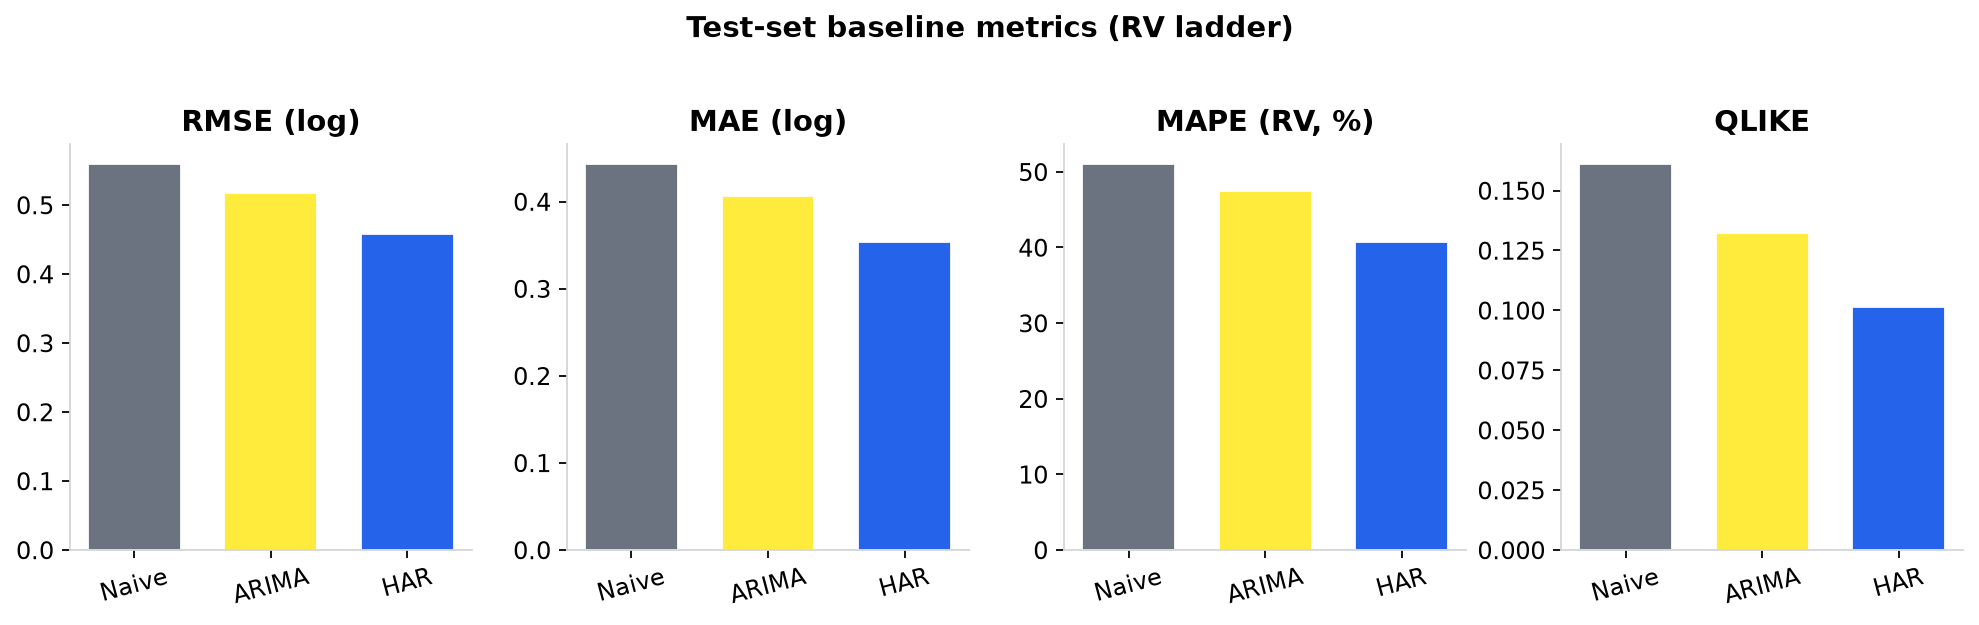 Test-set baseline metrics (RV ladder)
RMSE (log)
0.5
0.4
0.3
0.2
0.1
0.0
Naive
ARIMA
HAR
MAE (log)
0.4
0.3
0.2
0.1
0.0
Naive
ARIMA
HAR
MAPE (RV, %)
50
40
30
20
10
0
Naive
ARIMA
HAR
QLIKE
0.150
0.125
0.100
0.075
0.050
0.025
0.000
Naive
ARIMA
HAR